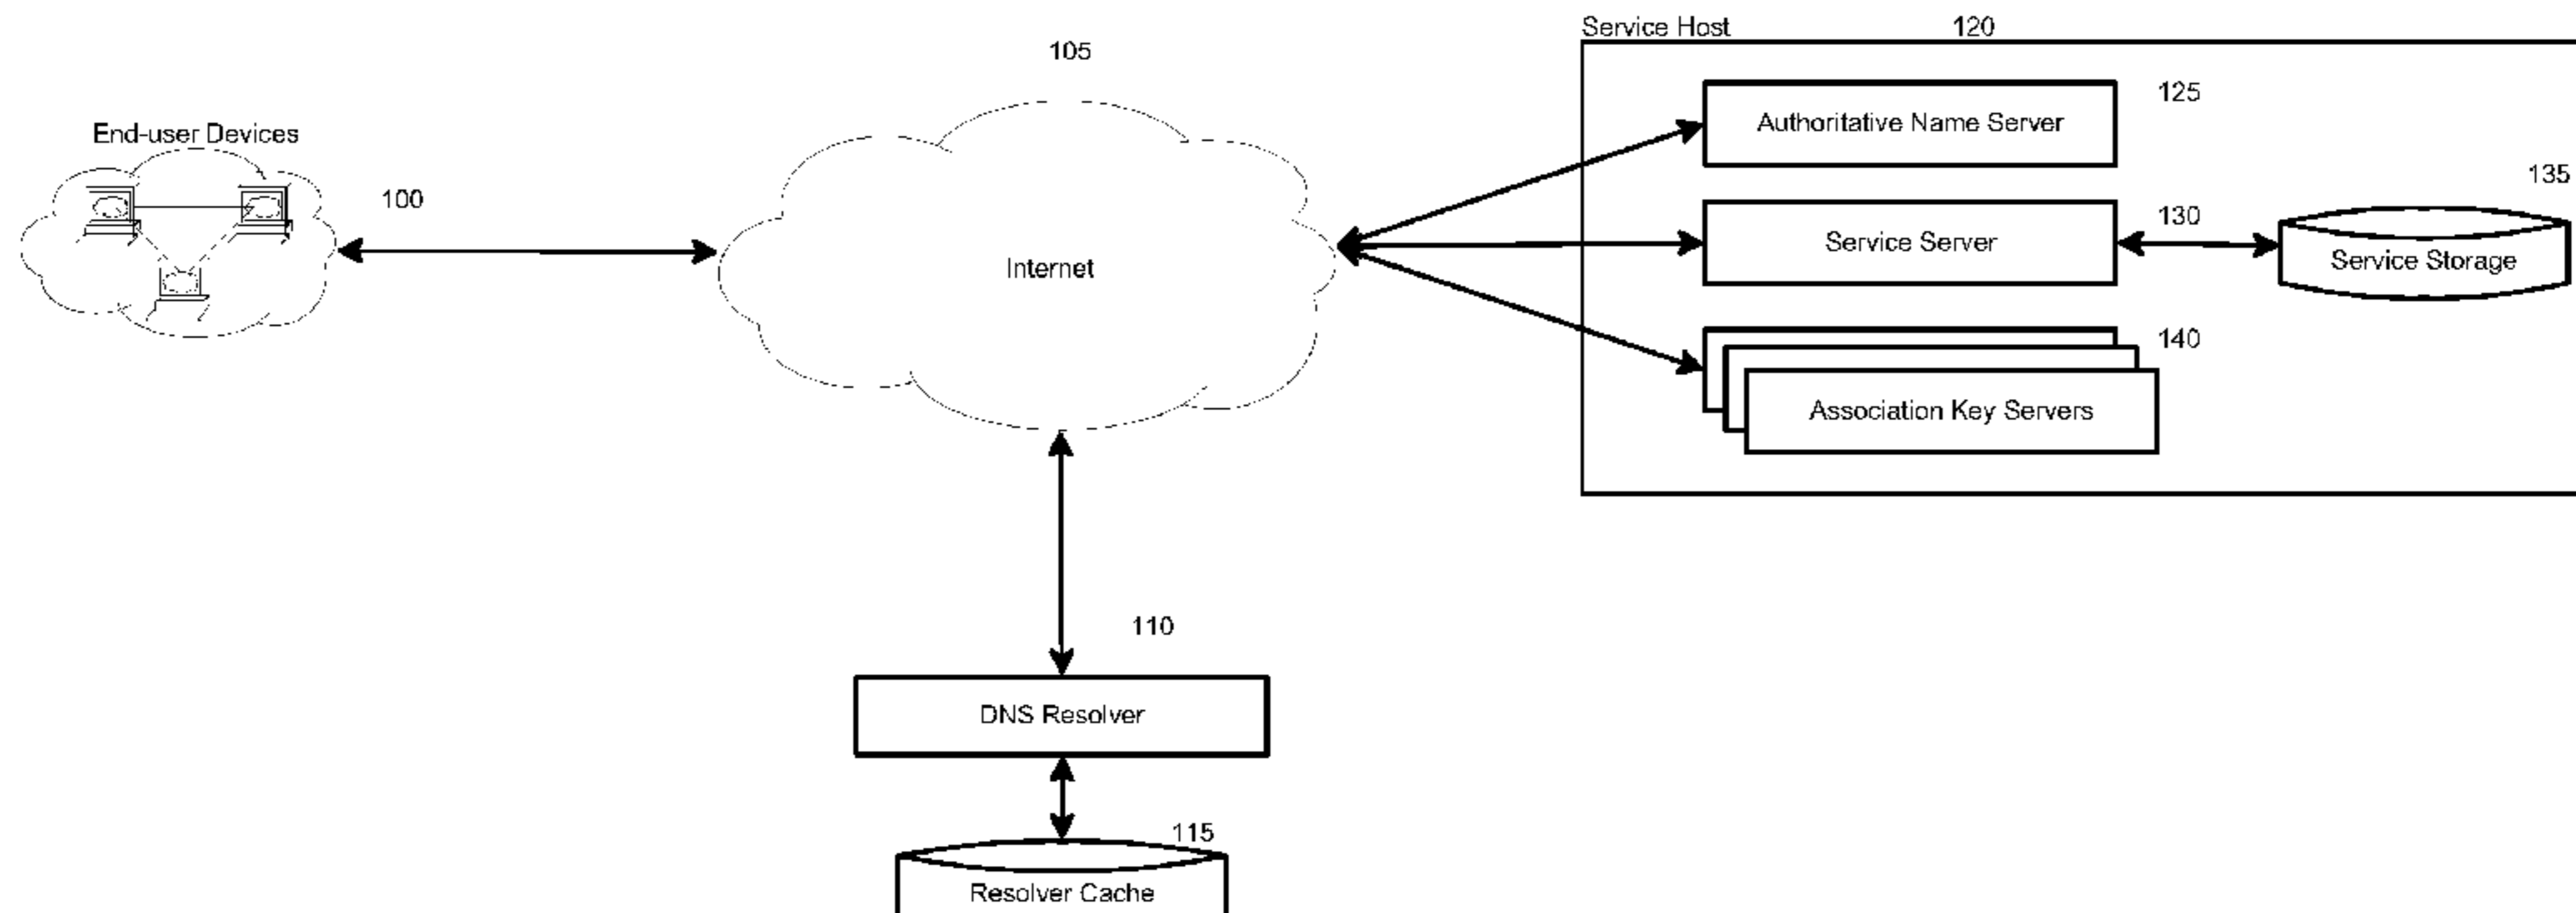 Service Host
120
105
125
Authoritative Name Server
End-user Devices
135
100
130
Service Server
Service Storage
Internet
140
Association Key Servers
110
DNS Resolver
115
Resolver Cache